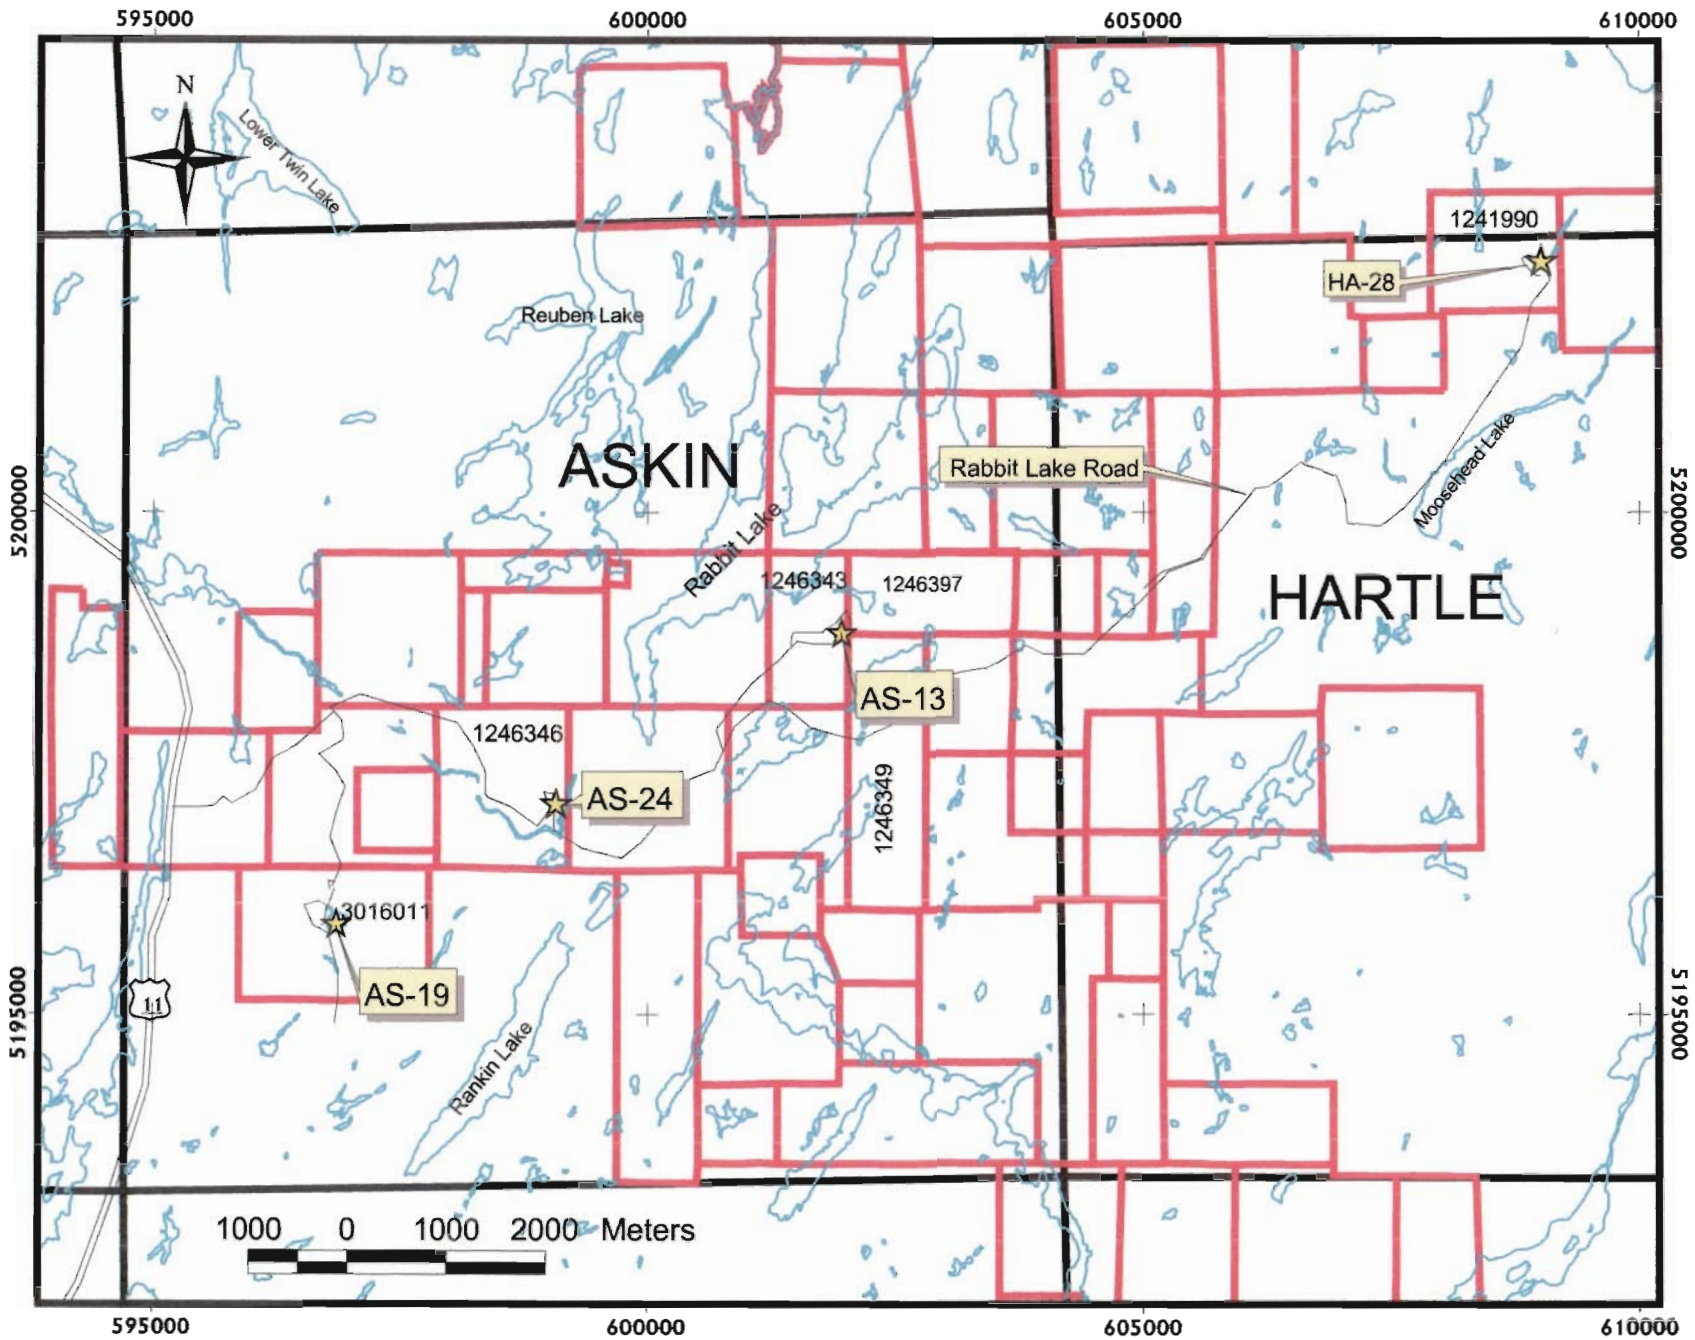 595000 600000 605000 610000
N
Lower Twin Lake
1241990
HA-28
Reuben Lake
ASKIN
Rabbit Lake Road
Moosehead Lake
5200000
5200000
Rabbit Lake
1246343
1246397
HARTLE
AS-13
1246346
AS-24
1246349
3016011
AS-19
11
5195000
5195000
Rankin Lake
1000 0 1000 2000 Meters
595000 600000 605000 610000